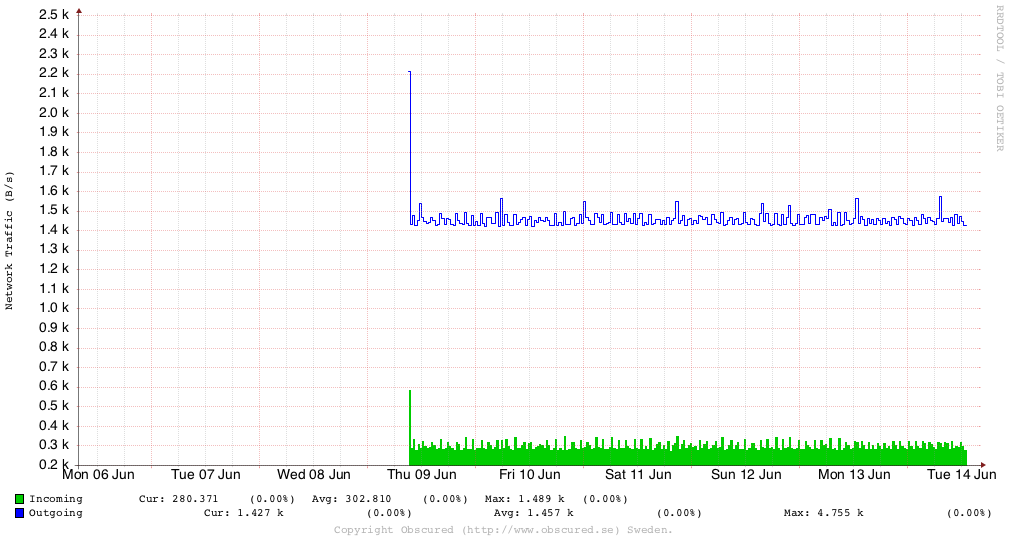 2.5 k
2.4 k
2.3 k
2.2 k
2.1 k
2.0 k
1.9 k
1.8 k
1.7 k
1.6 k
1.5 k
1.4 k
1.3 k
1.2 k
1.1 k
1.0 k
0.9 k
0.8 k
0.7 k
0.6 k
0.5 k
0.4 k
0.3 k
0.2 k
Network Traffic (B/s)
RRDTOOL / TOBI OETIKER
Mon 06 Jun Tue 07 Jun Wed 08 Jun Thu 09 Jun Fri 10 Jun Sat 11 Jun Sun 12 Jun Mon 13 Jun Tue 14 Jun
Incoming Cur: 280.371 (0.00%) Avg: 302.810 (0.00%) Max: 1.489 k (0.00%)
Outgoing Cur: 1.427 k (0.00%) Avg: 1.457 k (0.00%) Max: 4.755 k (0.00%)
Copyright Obscured (http://www.obscured.se) Sweden.